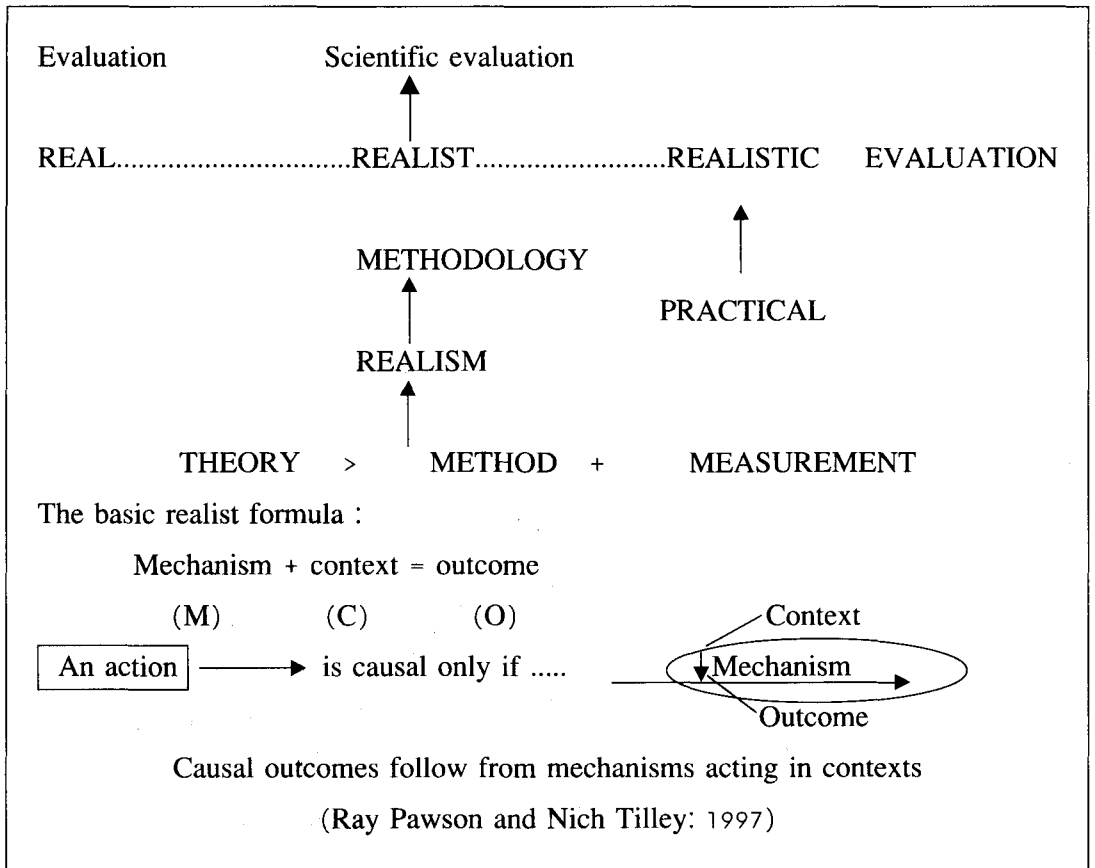 Evaluation Scientific evaluation
REAL..............................REALIST.........................REALISTIC EVALUATION
METHODOLOGY
PRACTICAL
REALISM
THEORY > METHOD + MEASUREMENT
The basic realist formula :
Mechanism + context = outcome
(M) (C) (O)
Context
An action is causal only if .....
Mechanism
Outcome
Causal outcomes follow from mechanisms acting in contexts
(Ray Pawson and Nich Tilley: 1997)